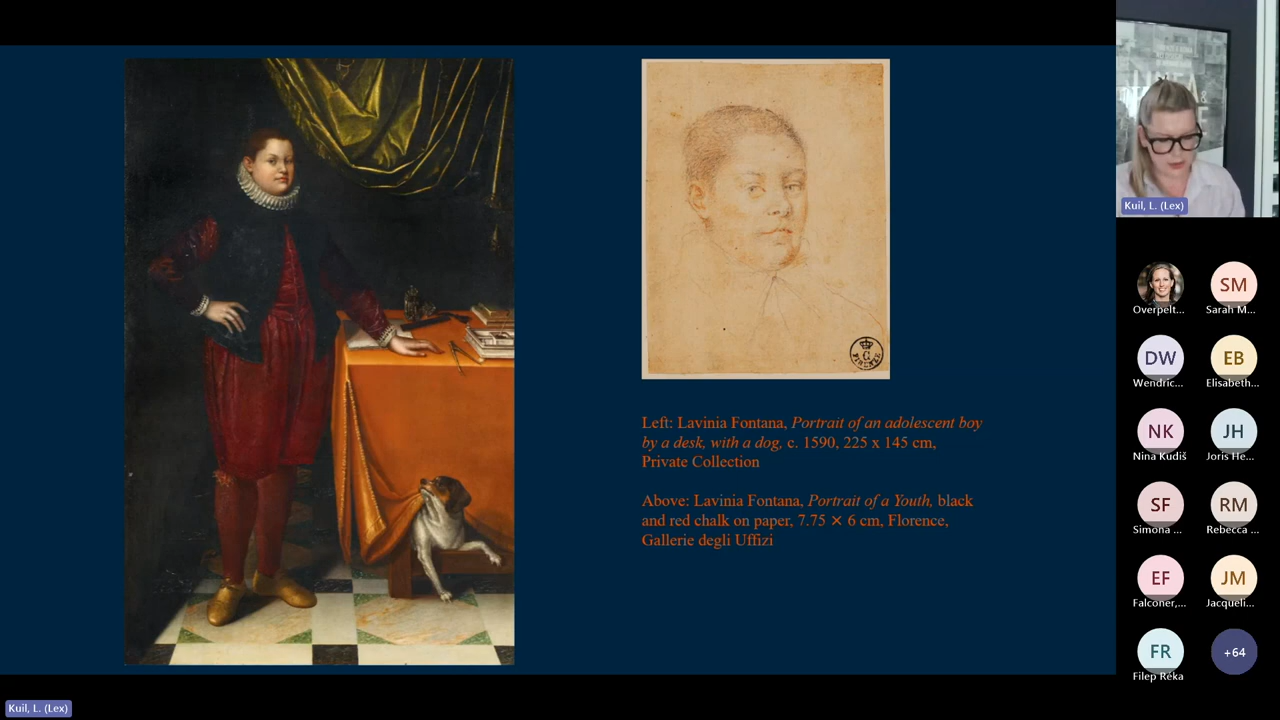 Left: Lavinia Fontana, Portrait of an adolescent boy
by a desk, with a dog, c. 1590, 225 x 145 cm,
Private Collection
Above: Lavinia Fontana, Portrait of a Youth, black
and red chalk on paper, 7.75 × 6 cm, Florence,
Gallerie degli Uffizi
Kuil, L. (Lex)
Overpelt...
SM
Sarah M...
DW
Wendric...
EB
Elisabeth...
NK
Nina Kudiš
JH
Joris He...
SF
Simona ...
RM
Rebecca ...
EF
Falconer,...
JM
Jacqueli...
FR
Filep Réka
+64
Kuil, L. (Lex)